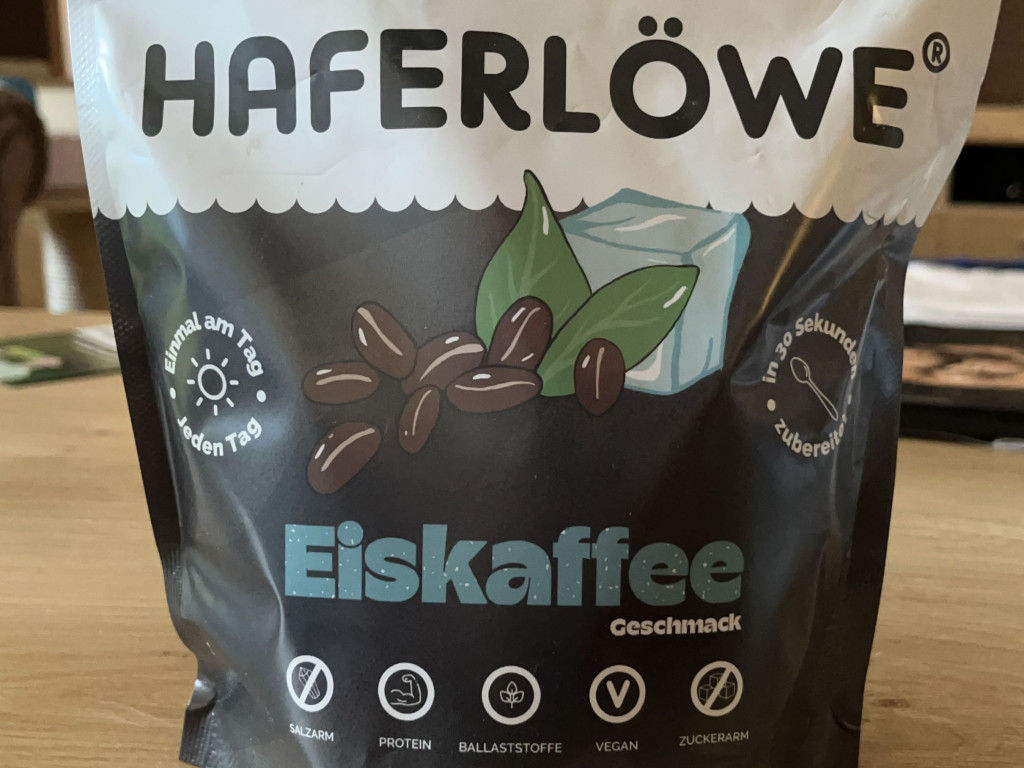 HAFERLÖWE®
Einmal am Tag
Jeden Tag
in 30 Sekunden
zubereitet
Eiskaffee
Geschmack
SALZARM
PROTEIN
BALLASTSTOFFE
V
VEGAN
ZUCKERARM